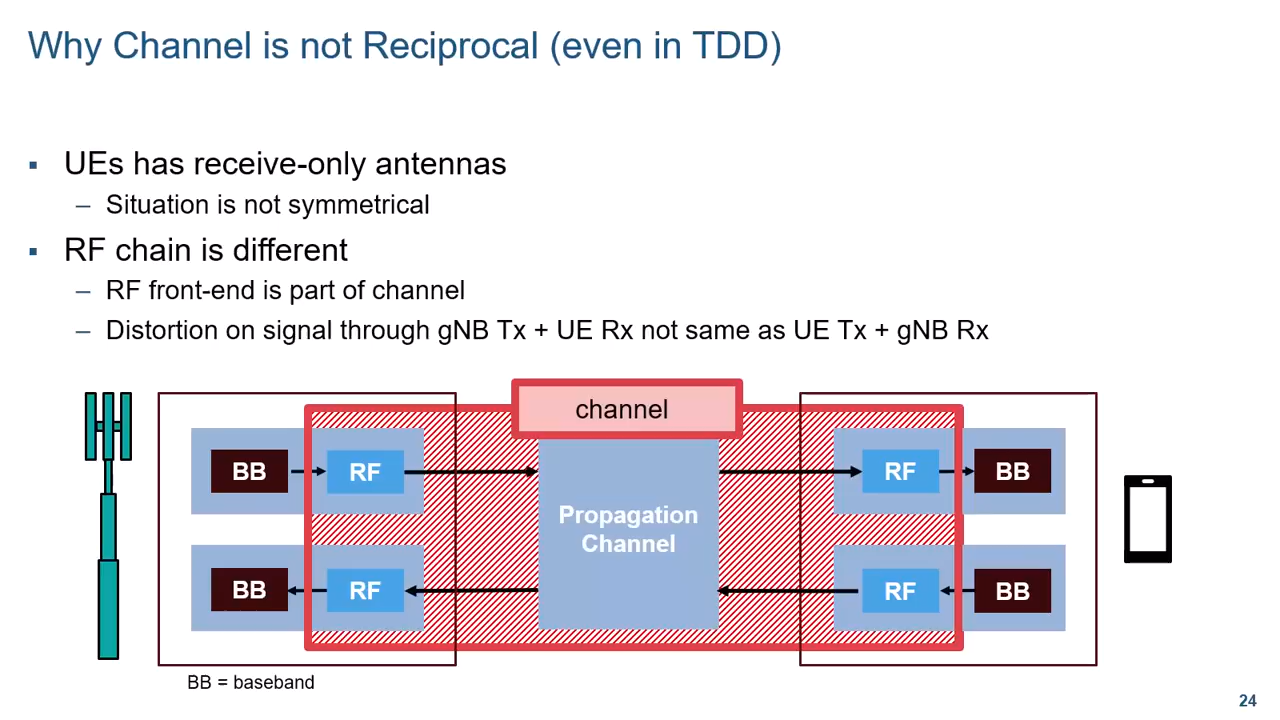 Why Channel is not Reciprocal (even in TDD)
▪ UEs has receive-only antennas
– Situation is not symmetrical
▪ RF chain is different
– RF front-end is part of channel
– Distortion on signal through gNB Tx + UE Rx not same as UE Tx + gNB Rx
channel
BB RF RF BB
Propagation
Channel
BB RF RF BB
BB = baseband
24